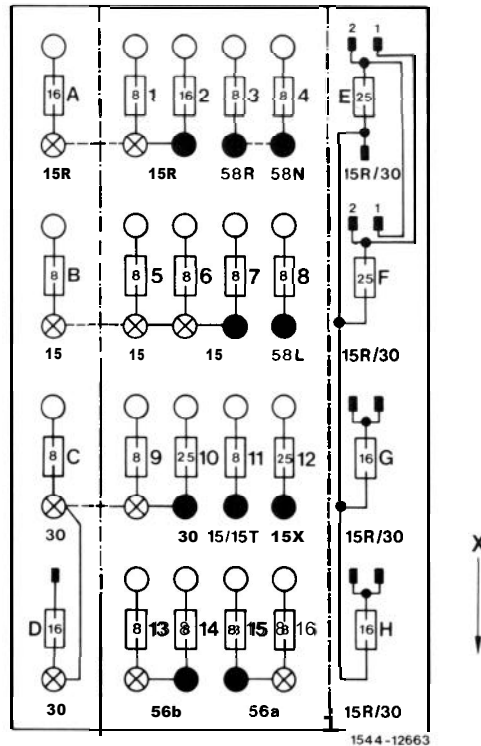 2 1 2 1
16 A 8 1 16 2 8 3 8 4 E 25
15R 15R 58R 58N 15R/30
2 1
8 B 8 5 8 6 8 7 8 8 25 F
15 15 15 58L 15R/30
8 C 8 9 25 10 8 11 25 12 16 G
30 30 15/15T 15X 15R/30
X
D 16 8 13 8 14 8 15 8 16 16 H
30 56b 56a 1 15R/30
1544-12663